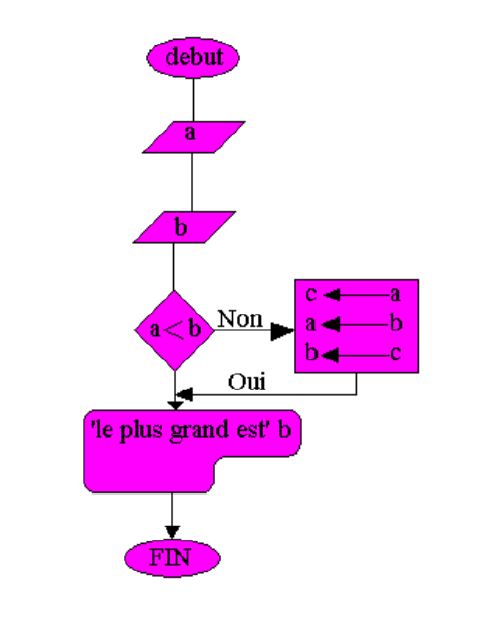 debut
a
b
a<b
Non
c a
a b
b c
Oui
'le plus grand est' b
FIN